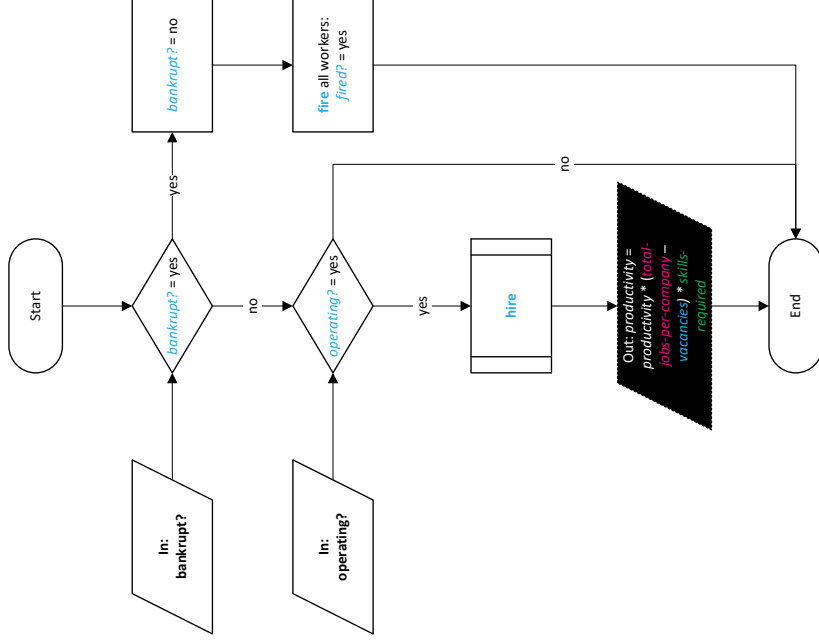 Start
In:
bankrupt?
bankrupt? = yes
yes
bankrupt? = no
no
fire all workers:
fired? = yes
In:
operating?
operating? = yes
no
yes
hire
Out: productivity =
productivity * (total-
jobs-per-company –
vacancies) * skills-
required
End